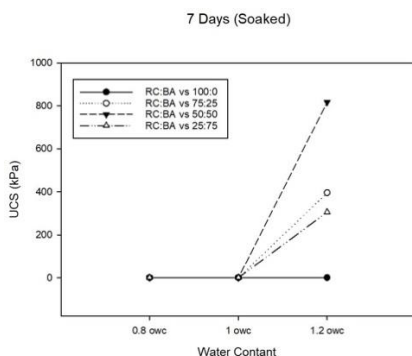 7 Days (Soaked)
1000
800
600
400
200
0
UCS (kPa)
RC:BA vs 100:0
RC:BA vs 75:25
RC:BA vs 50:50
RC:BA vs 25:75
0.8 owc
1 owc
1.2 owc
Water Contant